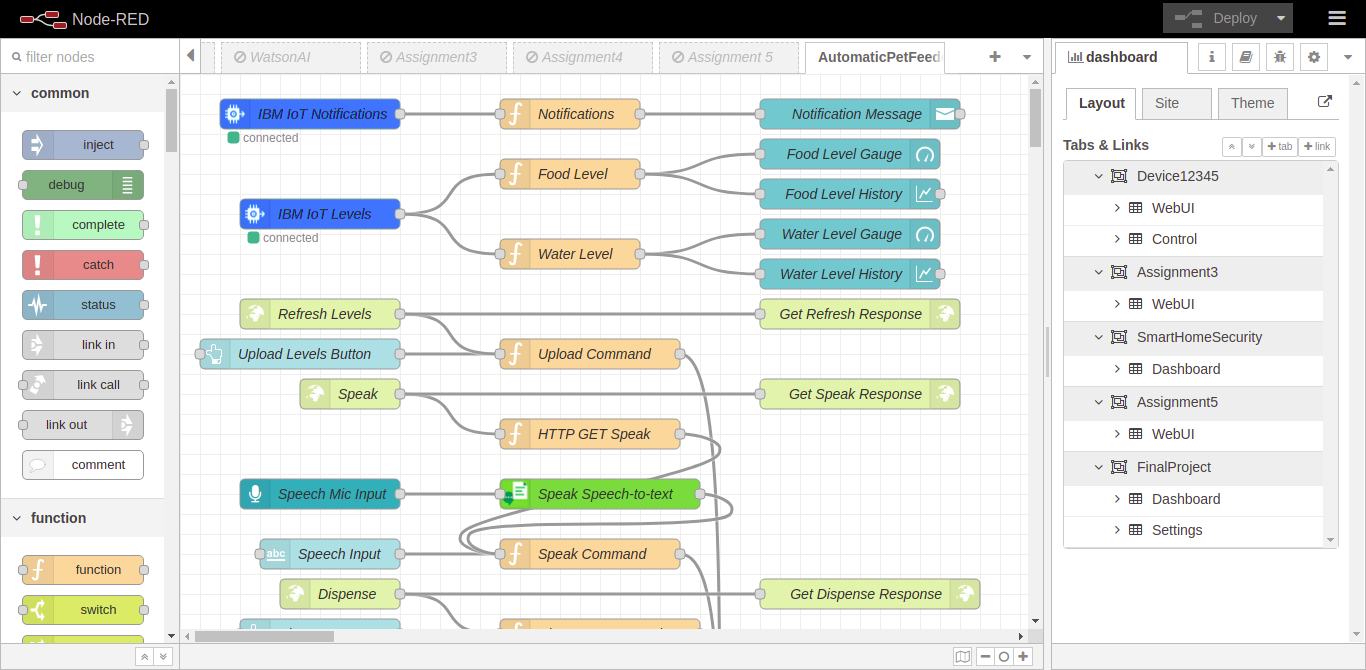 Node-RED
Deploy
filter nodes
WatsonAI
Assignment3
Assignment4
Assignment 5
AutomaticPetFeed
dashboard
common
inject
debug
complete
catch
status
link in
link call
link out
comment
function
function
switch
IBM IoT Notifications
connected
Notifications
Notification Message
Food Level Gauge
Food Level
Food Level History
IBM IoT Levels
connected
Water Level Gauge
Water Level
Water Level History
Refresh Levels
Get Refresh Response
Upload Levels Button
Upload Command
Speak
Get Speak Response
HTTP GET Speak
Speech Mic Input
Speak Speech-to-text
abc
Speech Input
Speak Command
Dispense
Get Dispense Response
Layout
Site
Theme
Tabs & Links
tab
link
Device12345
WebUI
Control
Assignment3
WebUI
SmartHomeSecurity
Dashboard
Assignment5
WebUI
FinalProject
Dashboard
Settings